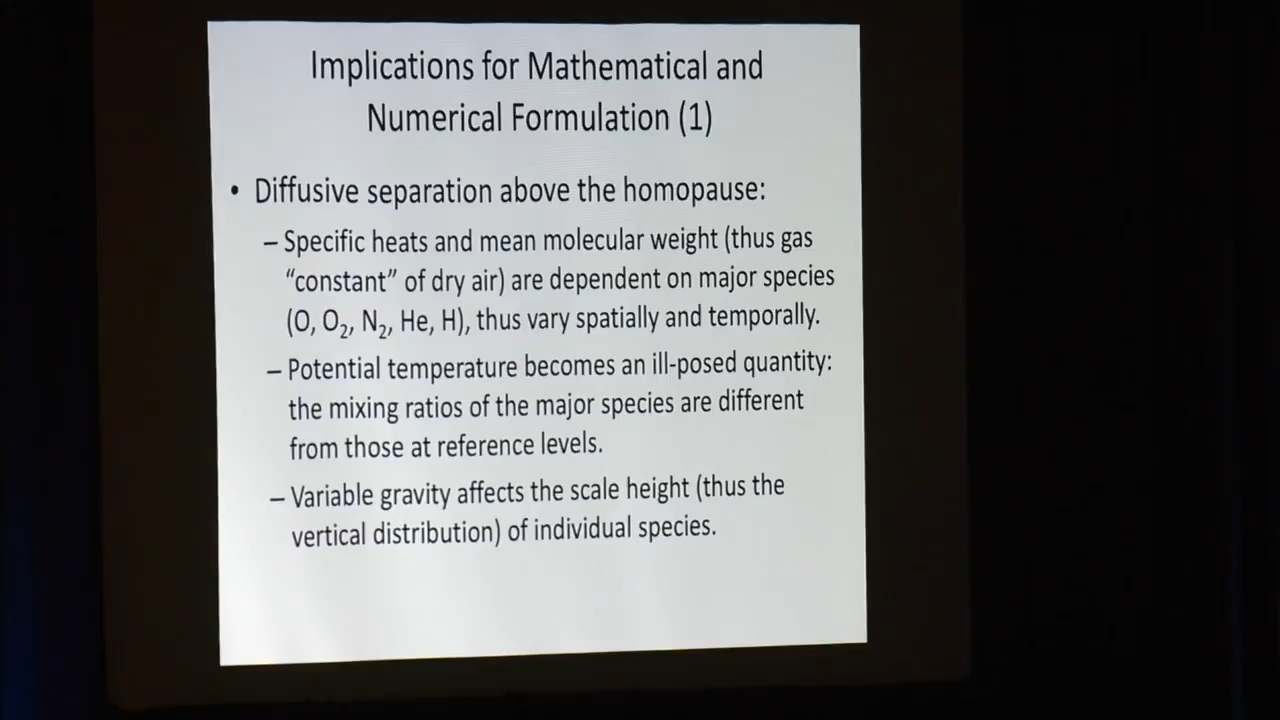 Implications for Mathematical and
Numerical Formulation (1)
• Diffusive separation above the homopause:
– Specific heats and mean molecular weight (thus gas
“constant” of dry air) are dependent on major species
(O, O₂, N₂, He, H), thus vary spatially and temporally.
– Potential temperature becomes an ill-posed quantity:
the mixing ratios of the major species are different
from those at reference levels.
– Variable gravity affects the scale height (thus the
vertical distribution) of individual species.